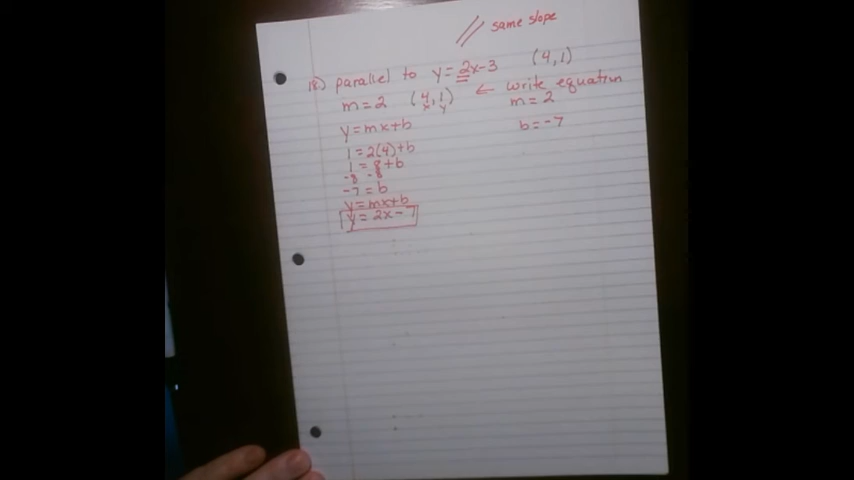 // same slope
18.) parallel to y = 2x - 3 (4,1)
m = 2 (4,1) ← write equation
x y
m = 2
y = mx + b
b = -7
1 = 2(4) + b
1 = 8 + b
-8 -8
-7 = b
y = mx + b
y = 2x - 7